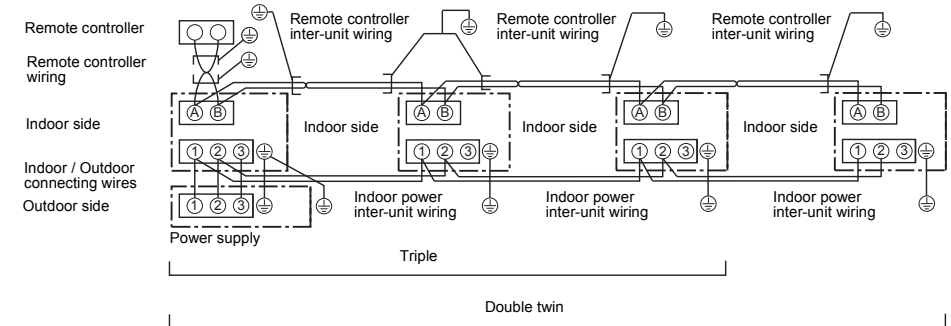 Remote controller
Remote controller
inter-unit wiring
Remote controller
inter-unit wiring
Remote controller
inter-unit wiring
Remote controller
wiring
Indoor side
A B
Indoor side
A B
Indoor side
A B
Indoor side
A B
1 2 3
1 2 3
1 2 3
1 2 3
Indoor / Outdoor
connecting wires
Outdoor side
1 2 3
Indoor power
inter-unit wiring
Indoor power
inter-unit wiring
Indoor power
inter-unit wiring
Power supply
Triple
Double twin